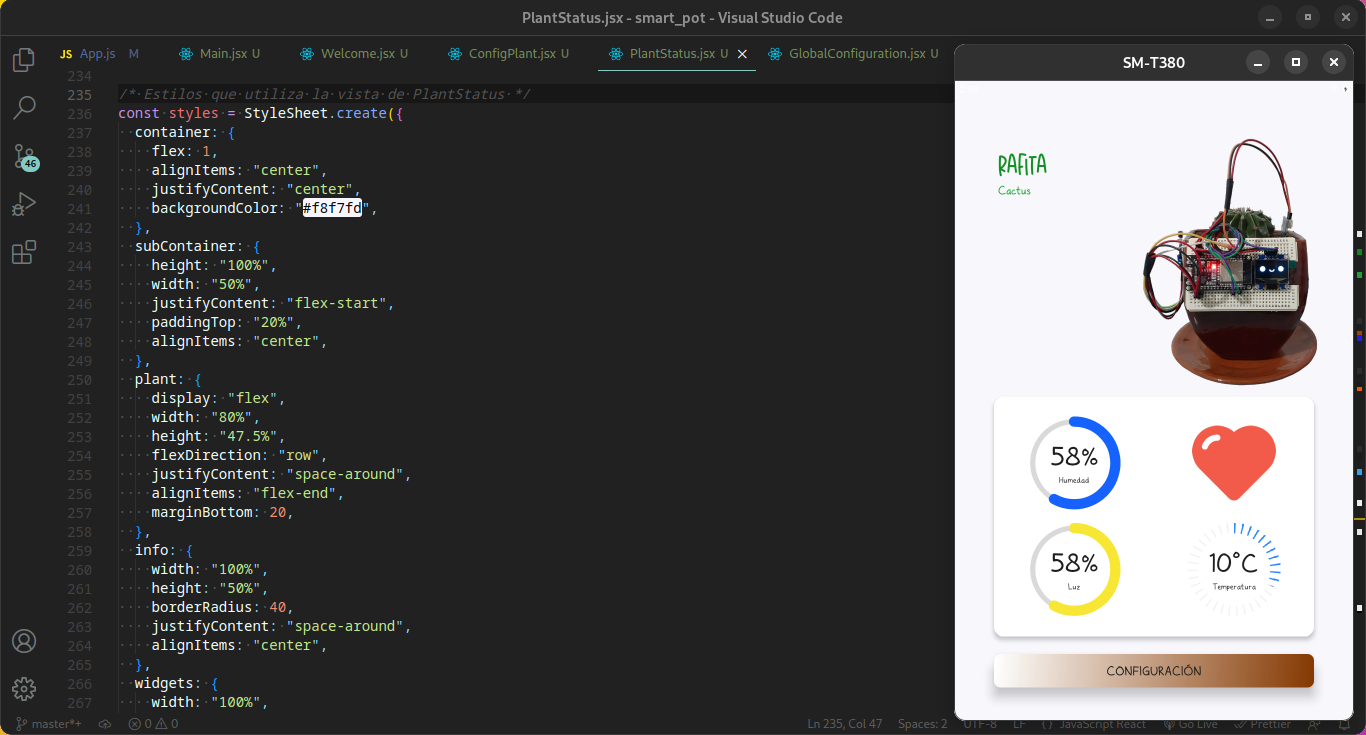 PlantStatus.jsx - smart_pot - Visual Studio Code
JS App.js M
Main.jsx U
Welcome.jsx U
ConfigPlant.jsx U
PlantStatus.jsx U
GlobalConfiguration.jsx U
234
235 /* Estilos que utiliza la vista de PlantStatus */
236 const styles = StyleSheet.create({
237 container: {
238 flex: 1,
239 alignItems: "center",
240 justifyContent: "center",
241 backgroundColor: "#f8f7fd",
242 },
243 subContainer: {
244 height: "100%",
245 width: "50%",
246 justifyContent: "flex-start",
247 paddingTop: "20%",
248 alignItems: "center",
249 },
250 plant: {
251 display: "flex",
252 width: "80%",
253 height: "47.5%",
254 flexDirection: "row",
255 justifyContent: "space-around",
256 alignItems: "flex-end",
257 marginBottom: 20,
258 },
259 info: {
260 width: "100%",
261 height: "50%",
262 borderRadius: 40,
263 justifyContent: "space-around",
264 alignItems: "center",
265 },
266 widgets: {
267 width: "100%",
46
master*+
0
0
Ln 235, Col 47
Spaces: 2
UTF-8
LF
{} JavaScript React
Go Live
Prettier
SM-T380
RAFITA
Cactus
58%
Humedad
58%
Luz
10°C
Temperatura
CONFIGURACIÓN